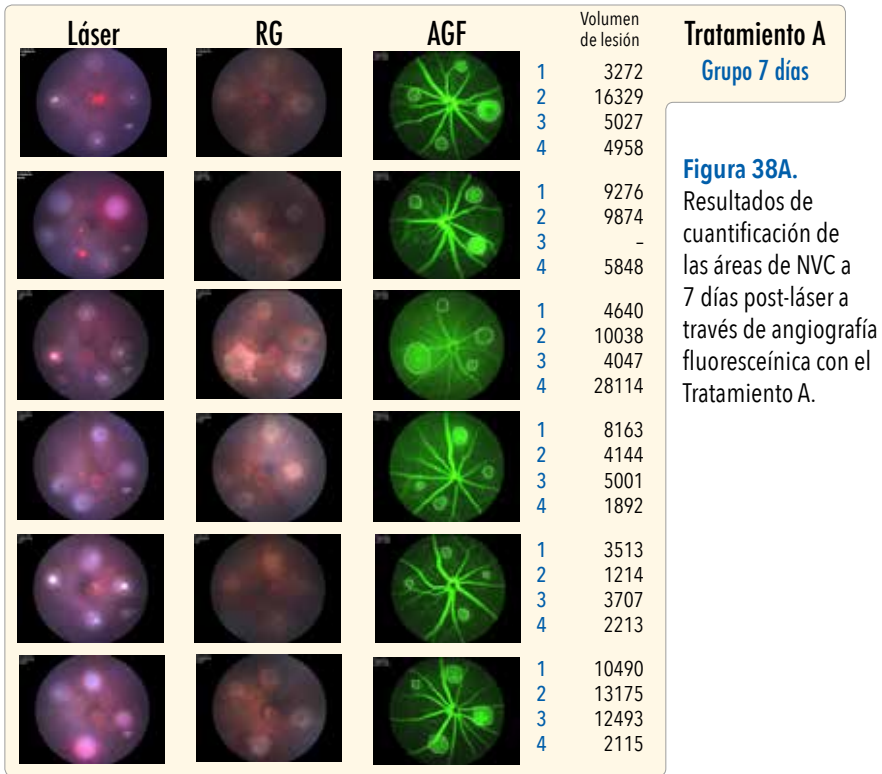 Láser RG AGF Volumen de lesión
Tratamiento A
Grupo 7 días
1 3272
2 16329
3 5027
4 4958
1 9276
2 9874
3 –
4 5848
1 4640
2 10038
3 4047
4 28114
1 8163
2 4144
3 5001
4 1892
1 3513
2 1214
3 3707
4 2213
1 10490
2 13175
3 12493
4 2115
Figura 38A.
Resultados de
cuantificación de
las áreas de NVC a
7 días post-láser a
través de angiografía
fluoresceínica con el
Tratamiento A.